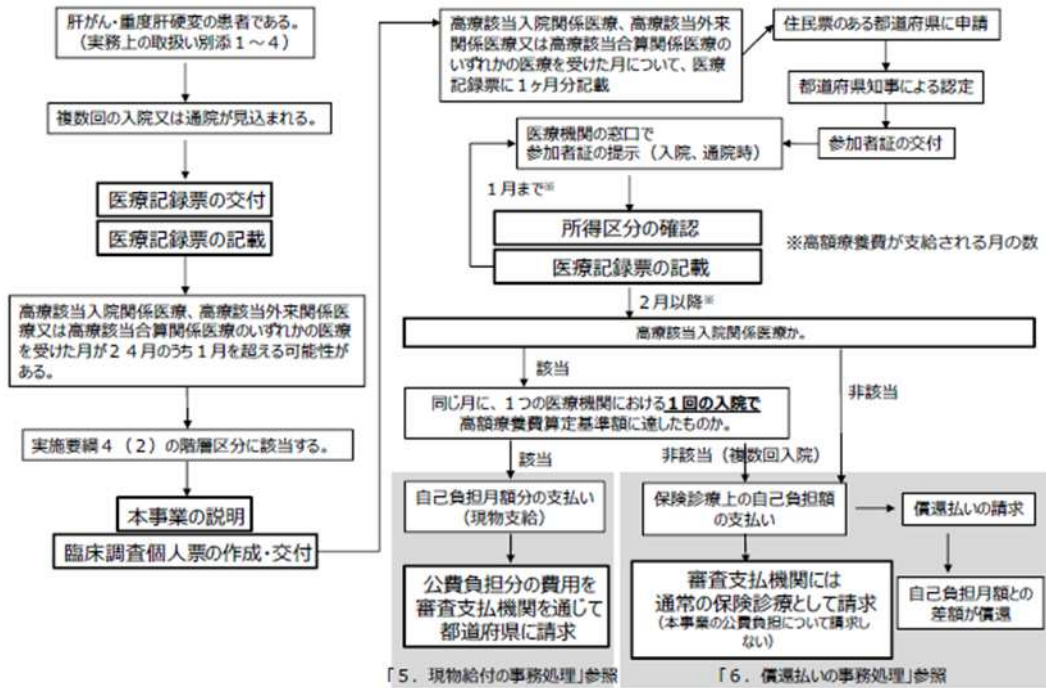 肝がん・重度肝硬変の患者である。
（実務上の取扱い別添１～４）
複数回の入院又は通院が見込まれる。
医療記録票の交付
医療記録票の記載
高療該当入院関係医療、高療該当外来関係医
療又は高療該当合算関係医療のいずれかの医療
を受けた月が２４月のうち１月を超える可能性が
ある。
実施要綱４（２）の階層区分に該当する。
本事業の説明
臨床調査個人票の作成・交付
高療該当入院関係医療、高療該当外来
関係医療又は高療該当合算関係医療の
いずれかの医療を受けた月について、医療
記録票に１ヶ月分記載
住民票のある都道府県に申請
都道府県知事による認定
参加者証の交付
医療機関の窓口で
参加者証の提示（入院、通院時）
１月まで※
所得区分の確認
医療記録票の記載
※高額療養費が支給される月の数
２月以降※
高療該当入院関係医療か。
該当
非該当
同じ月に、１つの医療機関における１回の入院で
高額療養費算定基準額に達したものか。
該当
非該当（複数回入院）
自己負担月額分の支払い
（現物支給）
公費負担分の費用を
審査支払機関を通じて
都道府県に請求
「５．現物給付の事務処理」参照
保険診療上の自己負担額
の支払い
審査支払機関には
通常の保険診療として請求
（本事業の公費負担について請求し
ない）
償還払いの請求
自己負担月額との
差額が償還
「６．償還払いの事務処理」参照